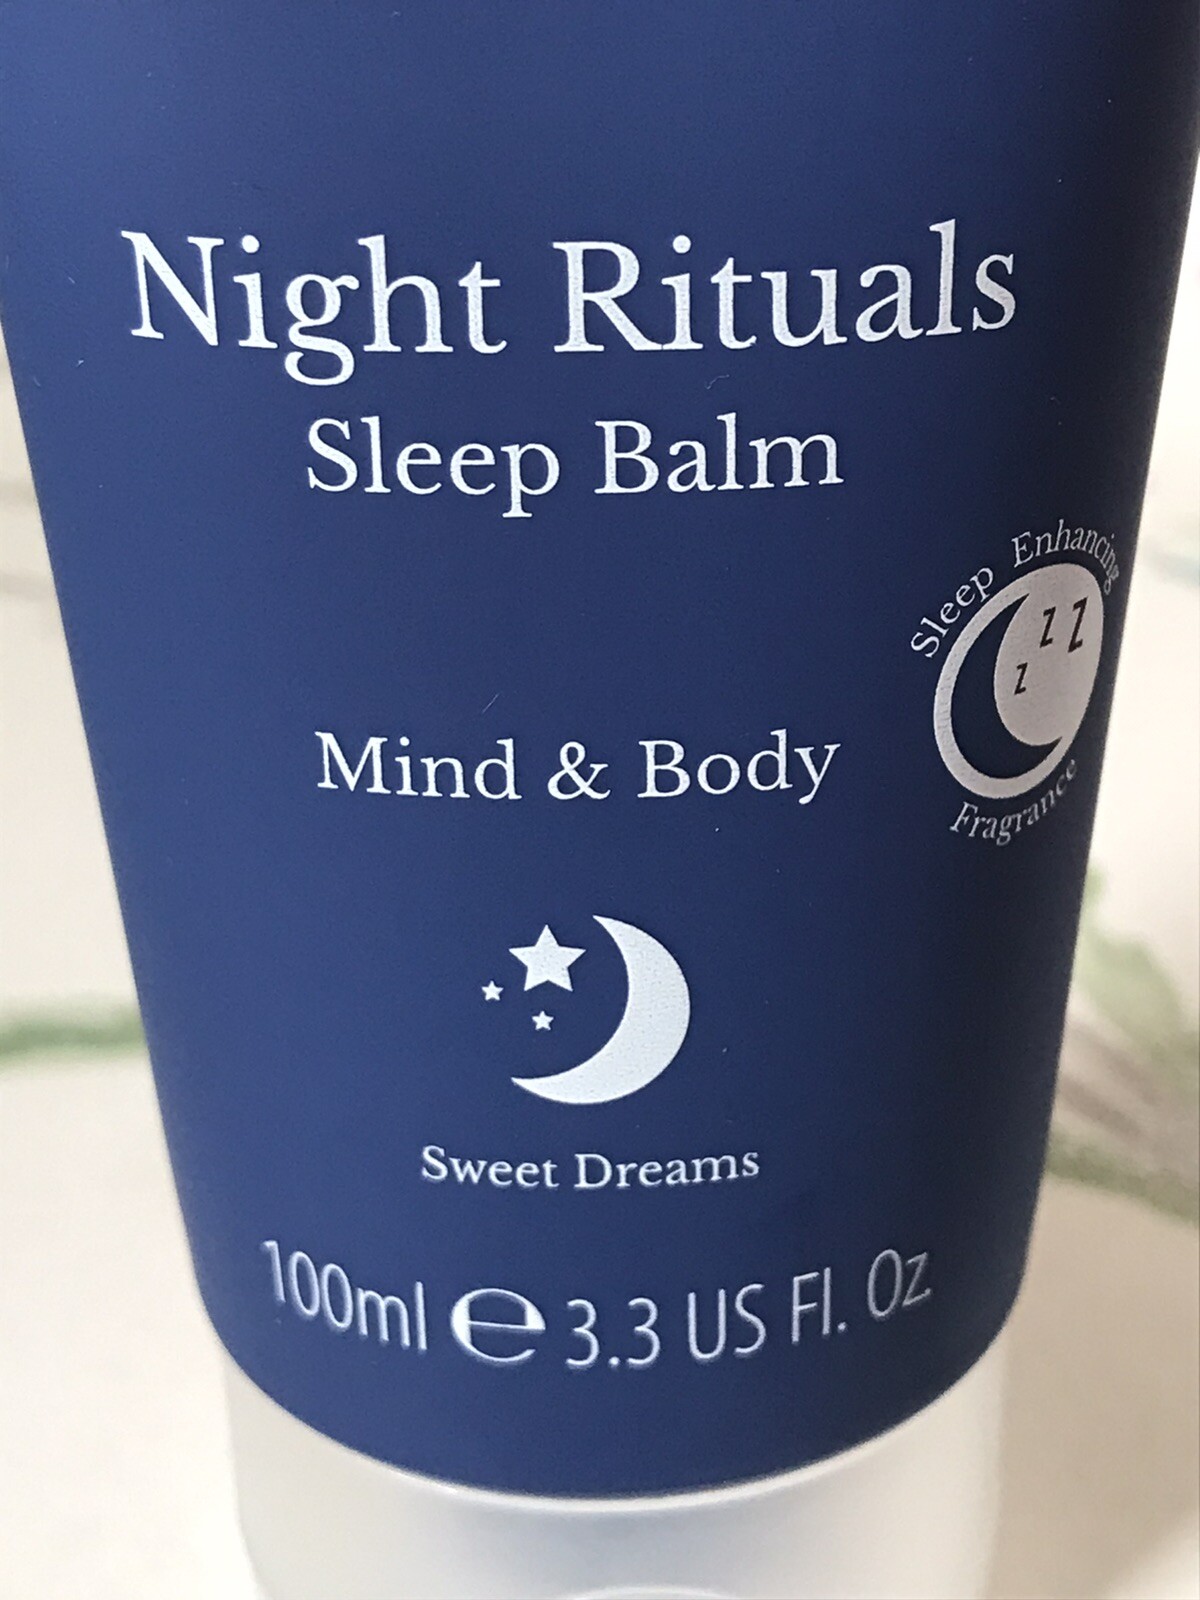 Night Rituals
Sleep Balm
Sleep Enhancing
z z z
Fragrance
Mind & Body
Sweet Dreams
100ml ℮ 3.3 US Fl. Oz